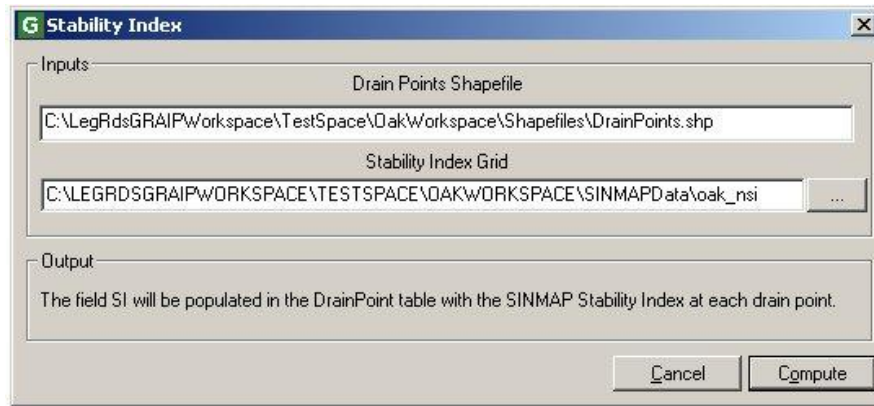 G Stability Index
Inputs
Drain Points Shapefile
C:\LegRdsGRAIPWorkspace\TestSpace\OakWorkspace\Shapefiles\DrainPoints.shp
Stability Index Grid
C:\LEGRDSGRAIPWORKSPACE\TESTSPACE\OAKWORKSPACE\SINMAPData\oak_nsi
...
Output
The field SI will be populated in the DrainPoint table with the SINMAP Stability Index at each drain point.
Cancel
Compute